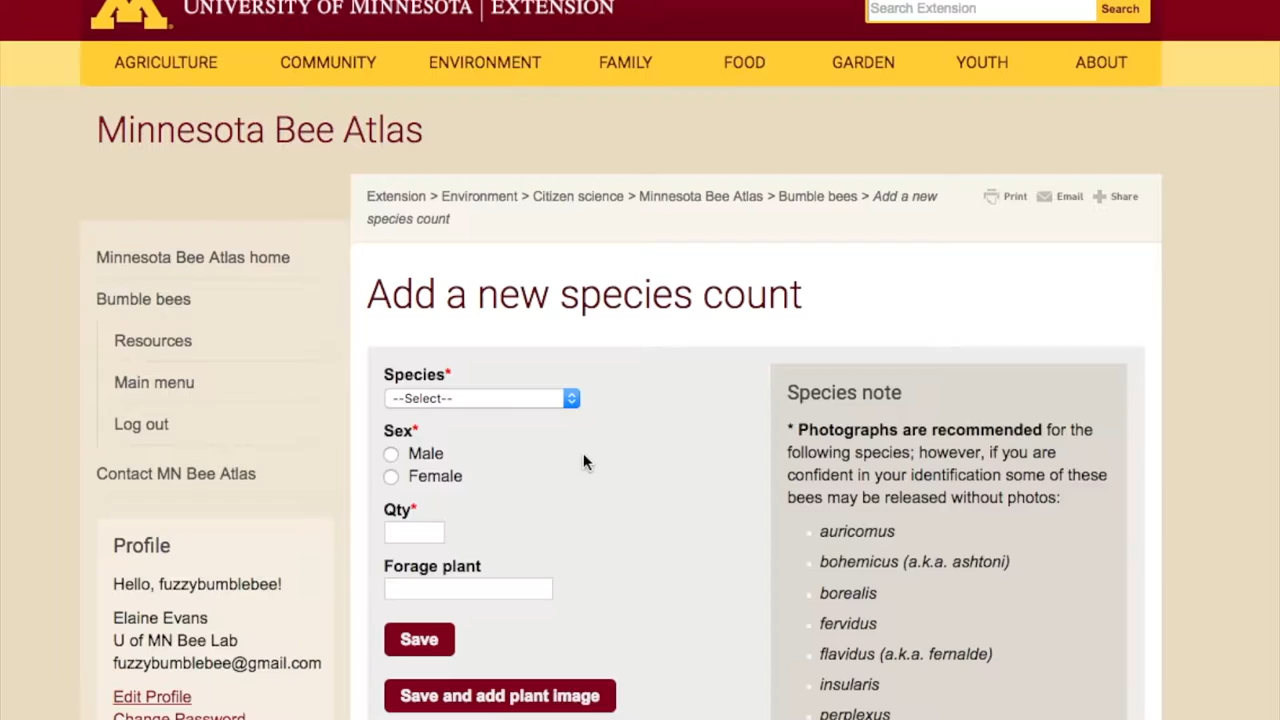 UNIVERSITY OF MINNESOTA | EXTENSION
Search Extension
Search
AGRICULTURE
COMMUNITY
ENVIRONMENT
FAMILY
FOOD
GARDEN
YOUTH
ABOUT
Minnesota Bee Atlas
Extension > Environment > Citizen science > Minnesota Bee Atlas > Bumble bees > Add a new
species count
Print
Email
Share
Minnesota Bee Atlas home
Bumble bees
Resources
Main menu
Log out
Contact MN Bee Atlas
Profile
Hello, fuzzybumblebee!
Elaine Evans
U of MN Bee Lab
fuzzybumblebee@gmail.com
Edit Profile
Change Password
Add a new species count
Species*
--Select--
Sex*
Male
Female
Qty*
Forage plant
Save
Save and add plant image
Species note
* Photographs are recommended for the
following species; however, if you are
confident in your identification some of these
bees may be released without photos:
auricomus
bohemicus (a.k.a. ashtoni)
borealis
fervidus
flavidus (a.k.a. fernalde)
insularis
perplexus